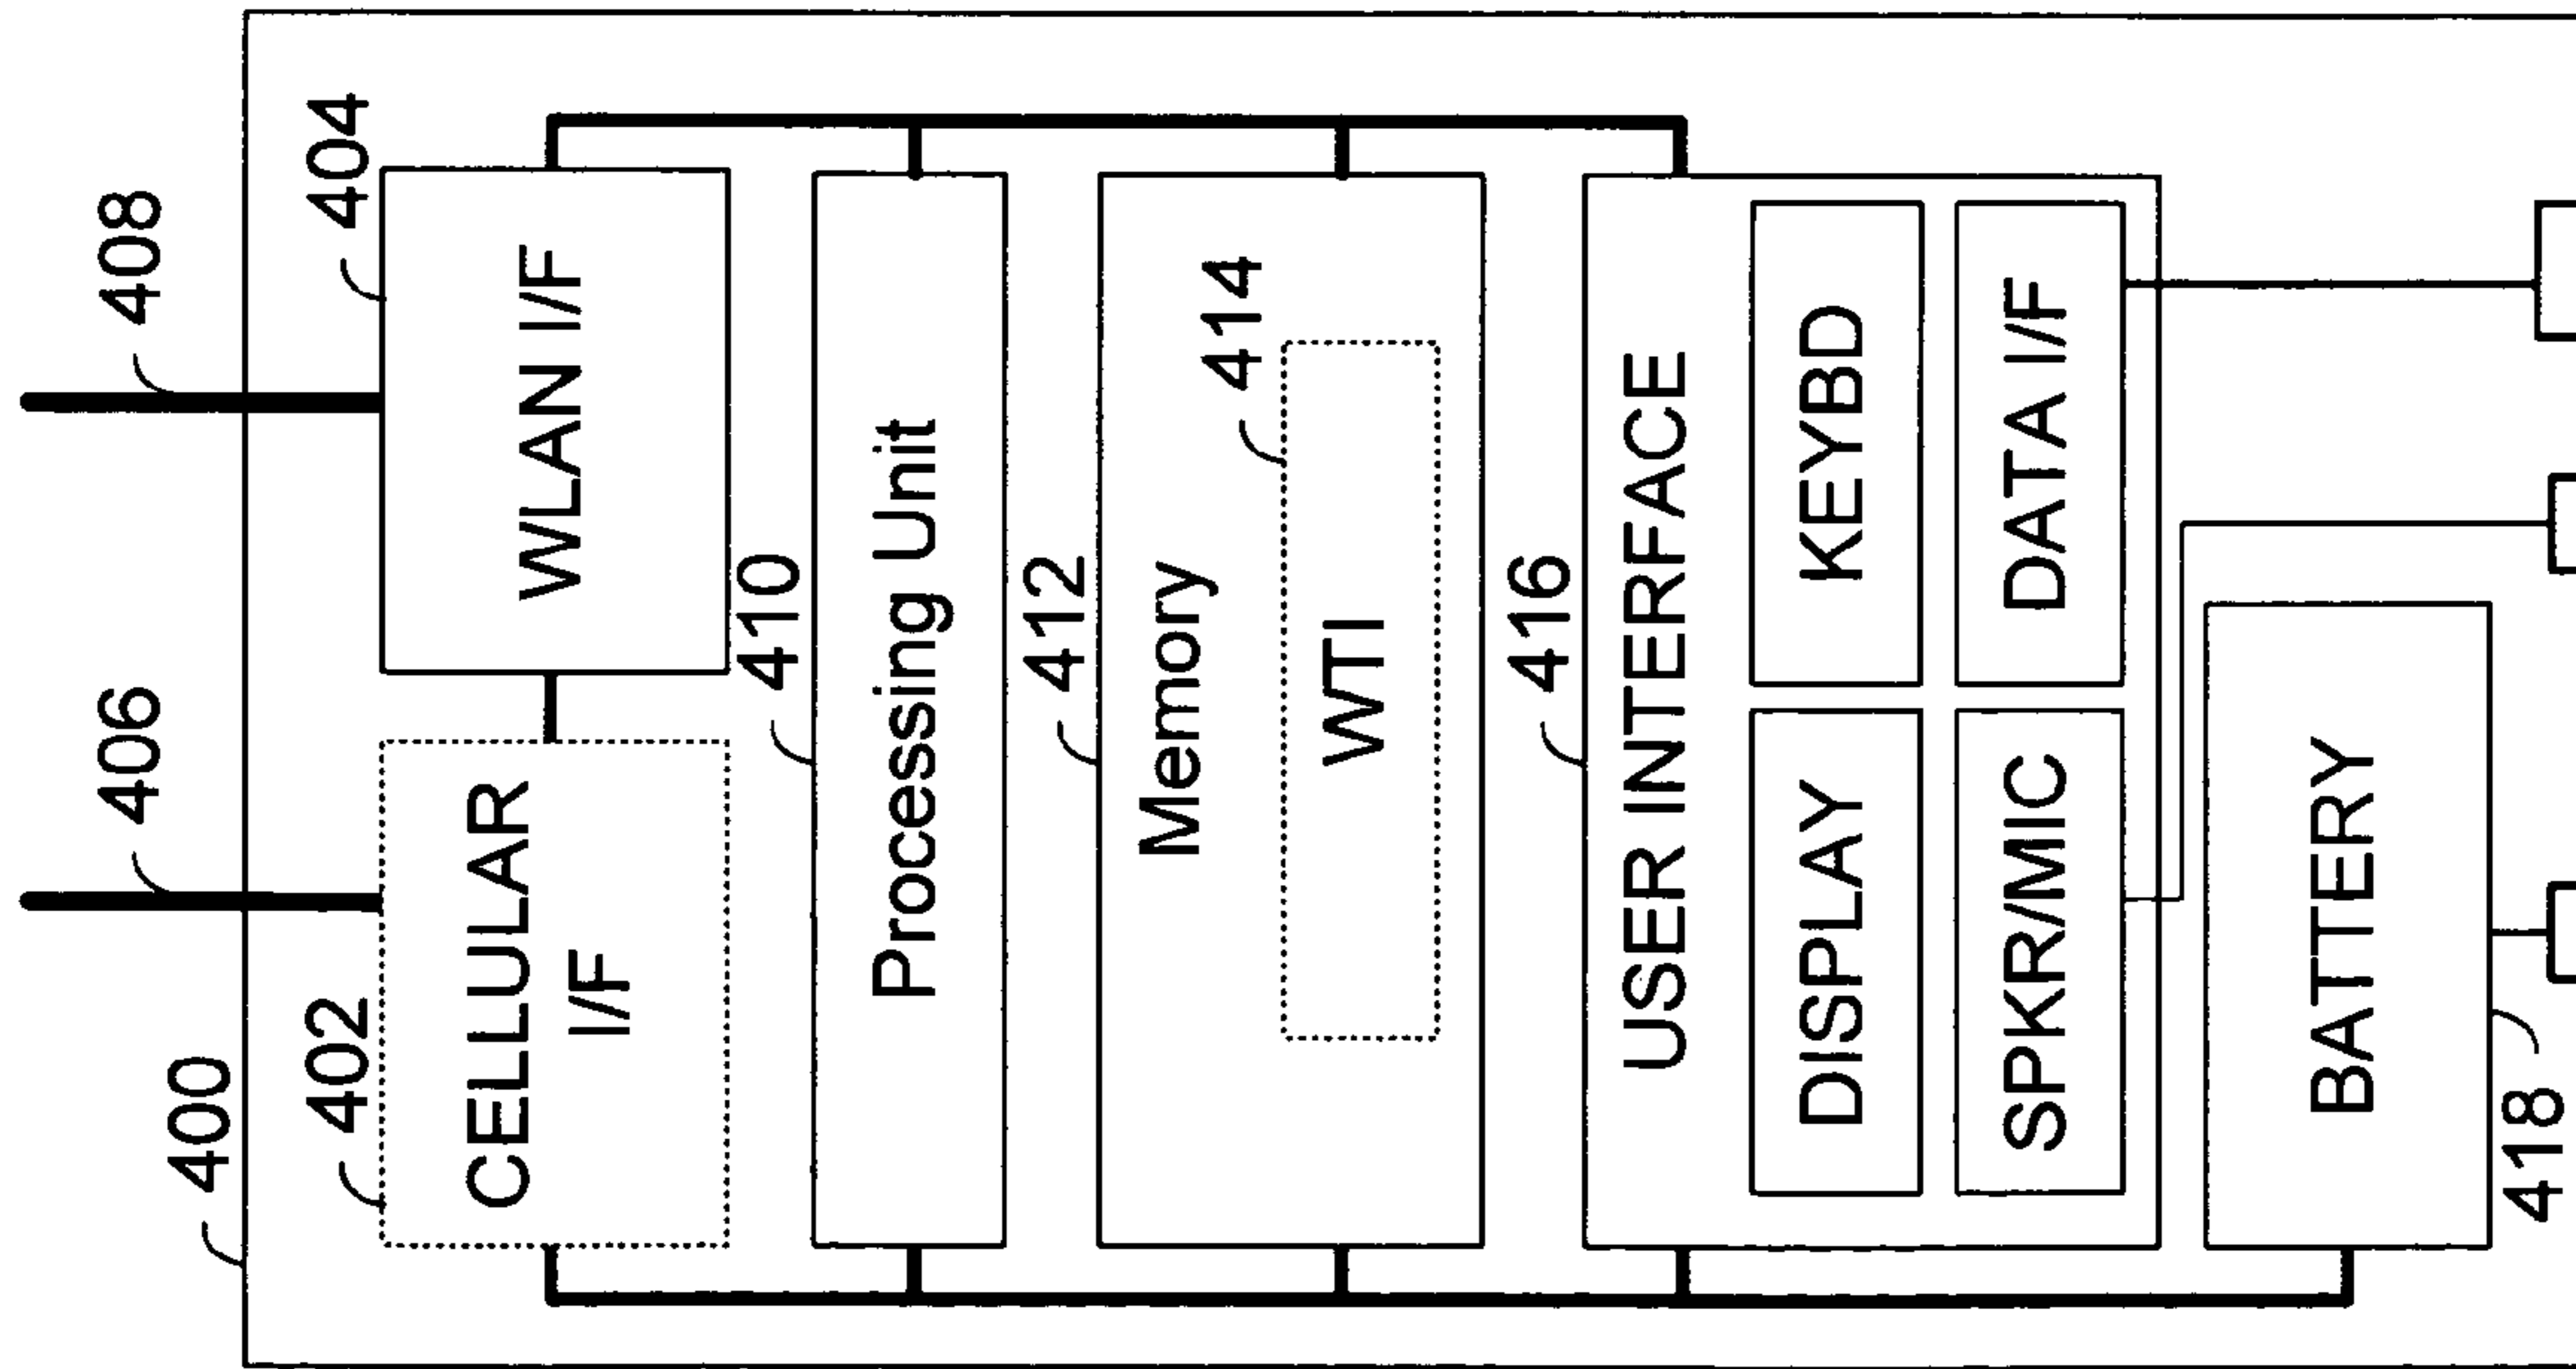 406
408
400
402
404
CELLULAR
I/F
WLAN I/F
410
Processing Unit
412
Memory
414
WTI
416
USER INTERFACE
DISPLAY
KEYBD
SPKR/MIC
DATA I/F
BATTERY
418